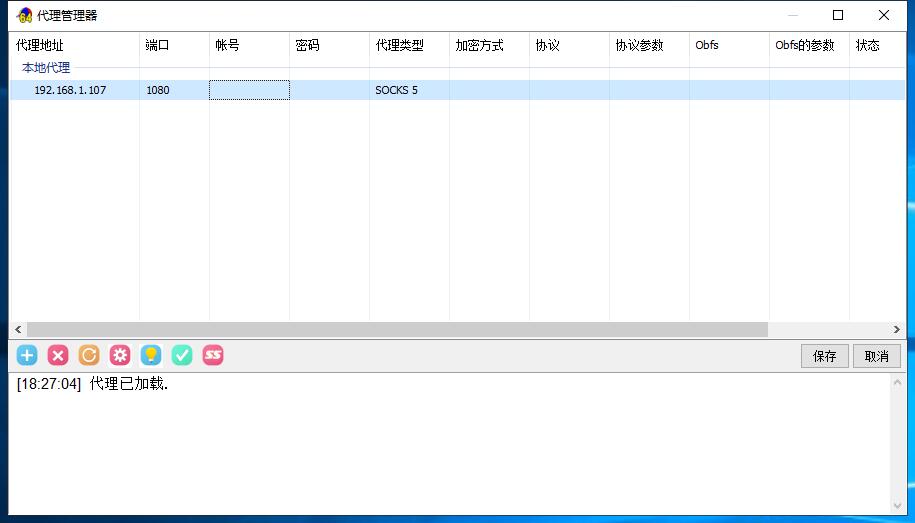 64 代理管理器
代理地址 端口 帐号 密码 代理类型 加密方式 协议 协议参数 Obfs Obfs的参数 状态
本地代理
192.168.1.107 1080 SOCKS 5
SS 保存 取消
[18:27:04] 代理已加载.